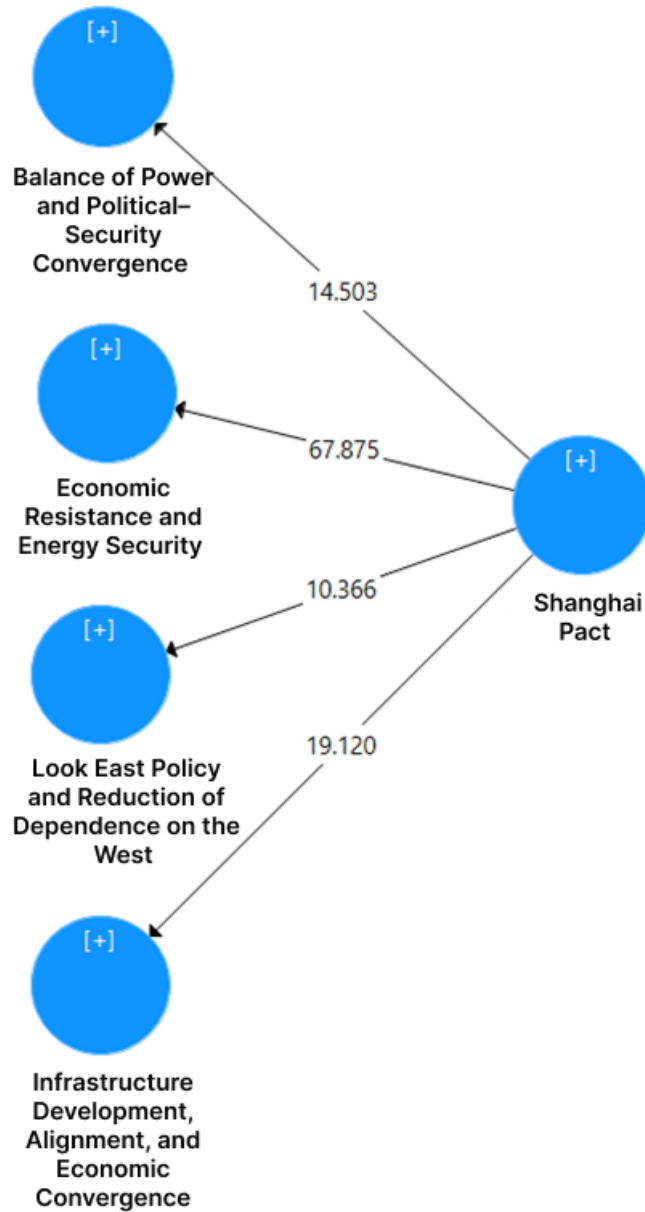 [+]
Balance of Power
and Political–
Security
Convergence
14.503
[+]
Economic
Resistance and
Energy Security
67.875
[+]
Shanghai
Pact
10.366
[+]
Look East Policy
and Reduction of
Dependence on the
West
19.120
[+]
Infrastructure
Development,
Alignment, and
Economic
Convergence